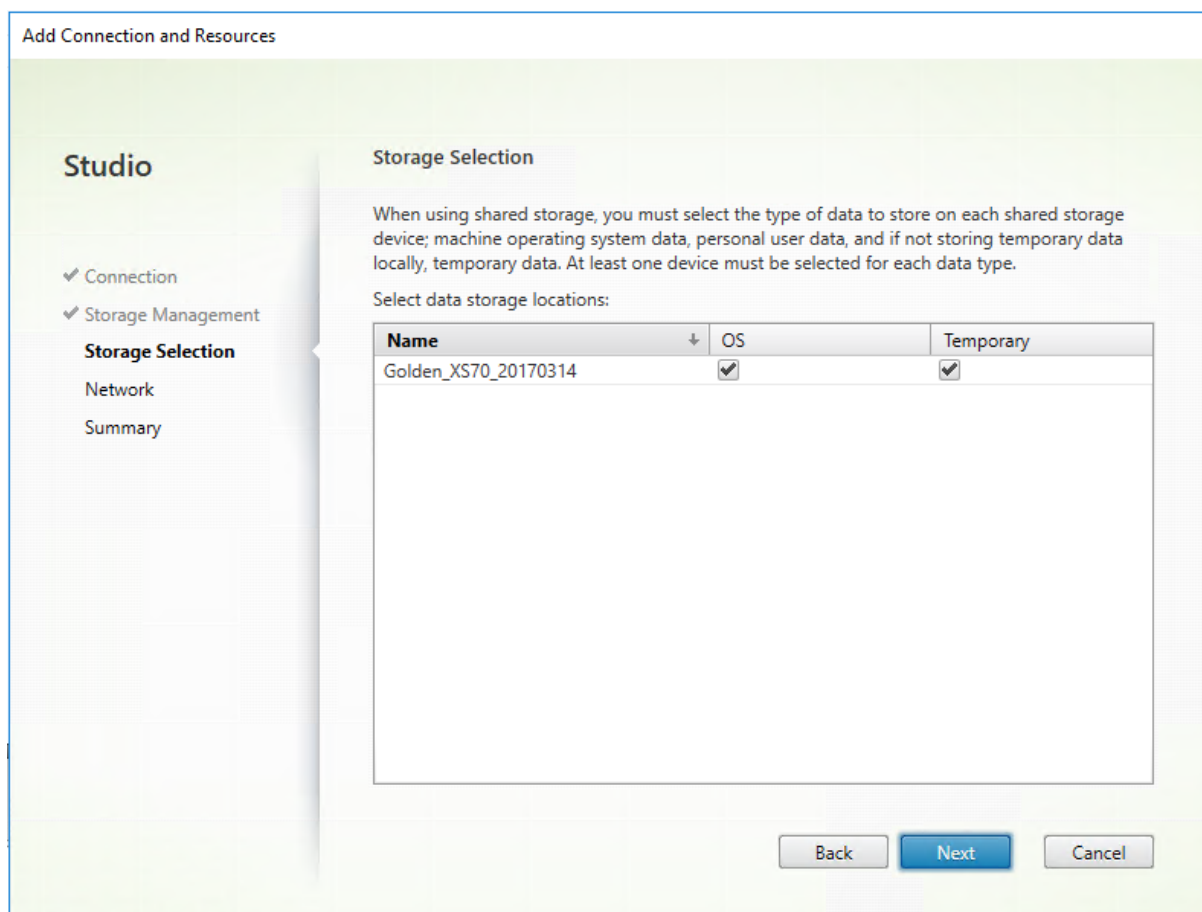 Add Connection and Resources
Studio
Connection
Storage Management
Storage Selection
Network
Summary
Storage Selection
When using shared storage, you must select the type of data to store on each shared storage
device; machine operating system data, personal user data, and if not storing temporary data
locally, temporary data. At least one device must be selected for each data type.
Select data storage locations:
Name OS Temporary
Golden_XS70_20170314
Back Next Cancel